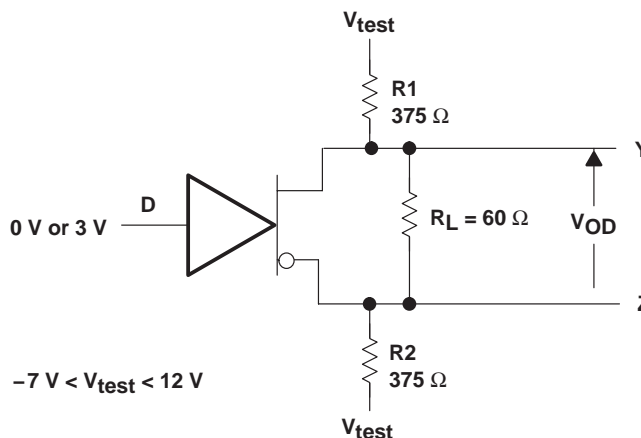 Vtest
R1
375 Ω
Y
D
0 V or 3 V
RL = 60 Ω
VOD
Z
R2
375 Ω
−7 V < Vtest < 12 V
Vtest